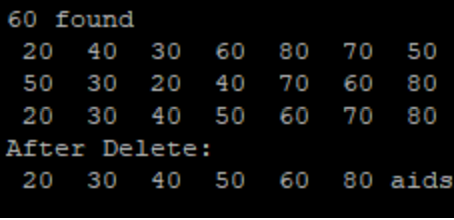 60 found
20 40 30 60 80 70 50
50 30 20 40 70 60 80
20 30 40 50 60 70 80
After Delete:
20 30 40 50 60 80 aids